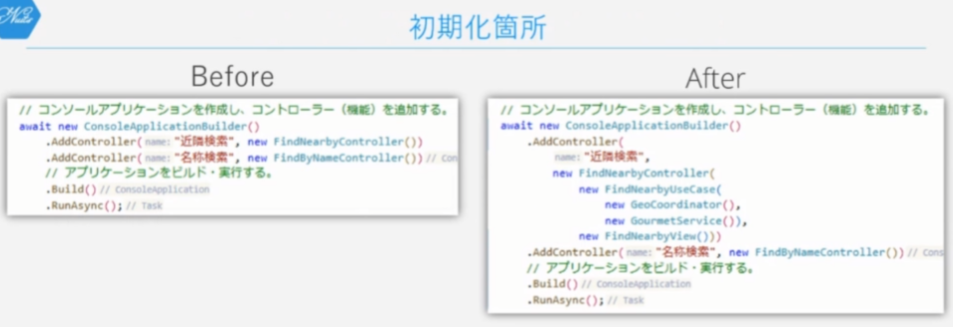 Nuits
初期化箇所
Before
// コンソールアプリケーションを作成し、コントローラー（機能）を追加する。
await new ConsoleApplicationBuilder()
.AddController( name: "近隣検索", new FindNearbyController())
.AddController( name: "名称検索", new FindByNameController()) // Con
// アプリケーションをビルド・実行する。
.Build() // ConsoleApplication
.RunAsync(); // Task
After
// コンソールアプリケーションを作成し、コントローラー（機能）を追加する。
await new ConsoleApplicationBuilder()
.AddController(
name: "近隣検索",
new FindNearbyController(
new FindNearbyUseCase(
new GeoCoordinator(),
new GourmetService()),
new FindNearbyView()))
.AddController( name: "名称検索", new FindByNameController()) // Cons
// アプリケーションをビルド・実行する。
.Build() // ConsoleApplication
.RunAsync(); // Task